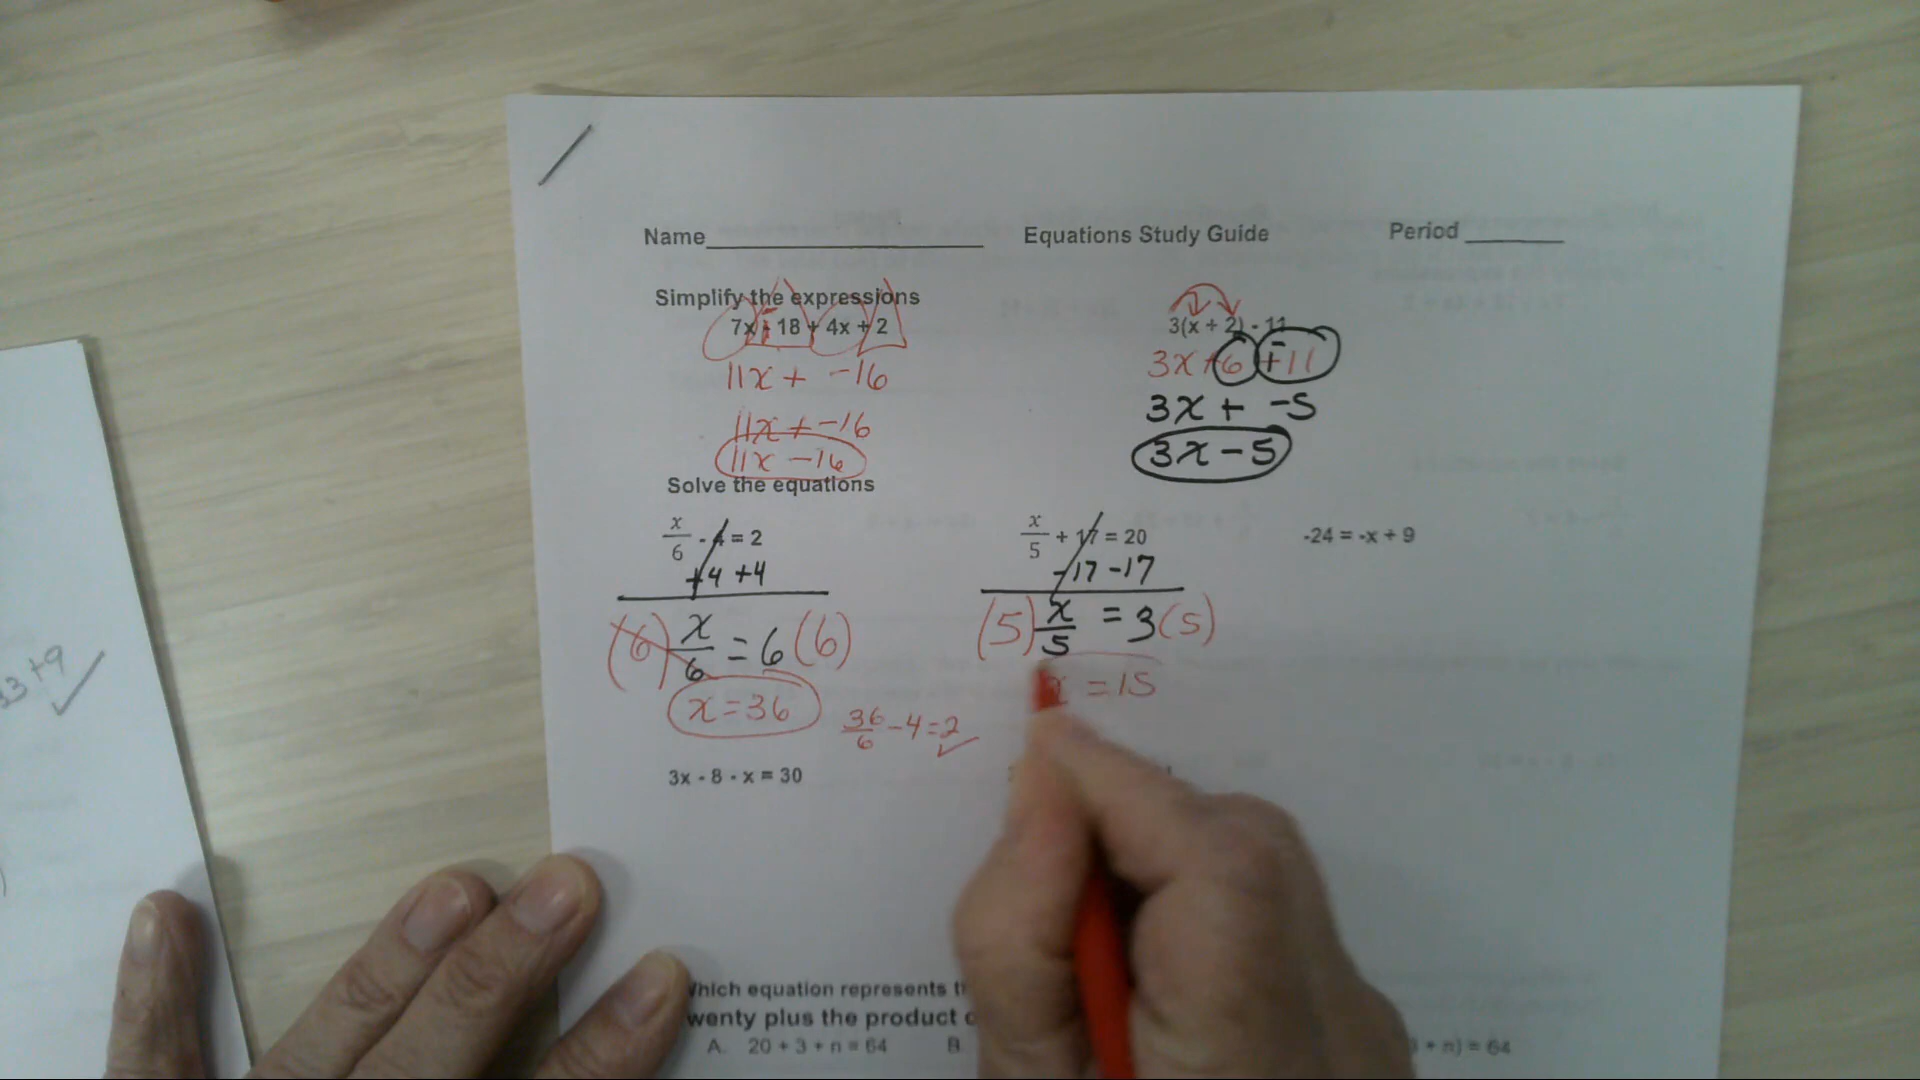 Name Equations Study Guide Period
Simplify the expressions
7x - 18 + 4x + 2
3(x + 2) - 11
11x + -16
3x + 6 + -11
11x + -16
3x + -5
11x - 16
3x - 5
Solve the equations
x/6 - 4 = 2
+4 +4
(6) x/6 = 6 (6)
x = 36
36/6 - 4 = 2 ✓
x/5 + 17 = 20
-17 -17
(5) x/5 = 3 (5)
x = 15
-24 = -x + 9
3x - 8 - x = 30
+9 ✓
hich equation represents
wenty plus the product
A. 20 + 3 + n = 64 B.
+ n) = 64